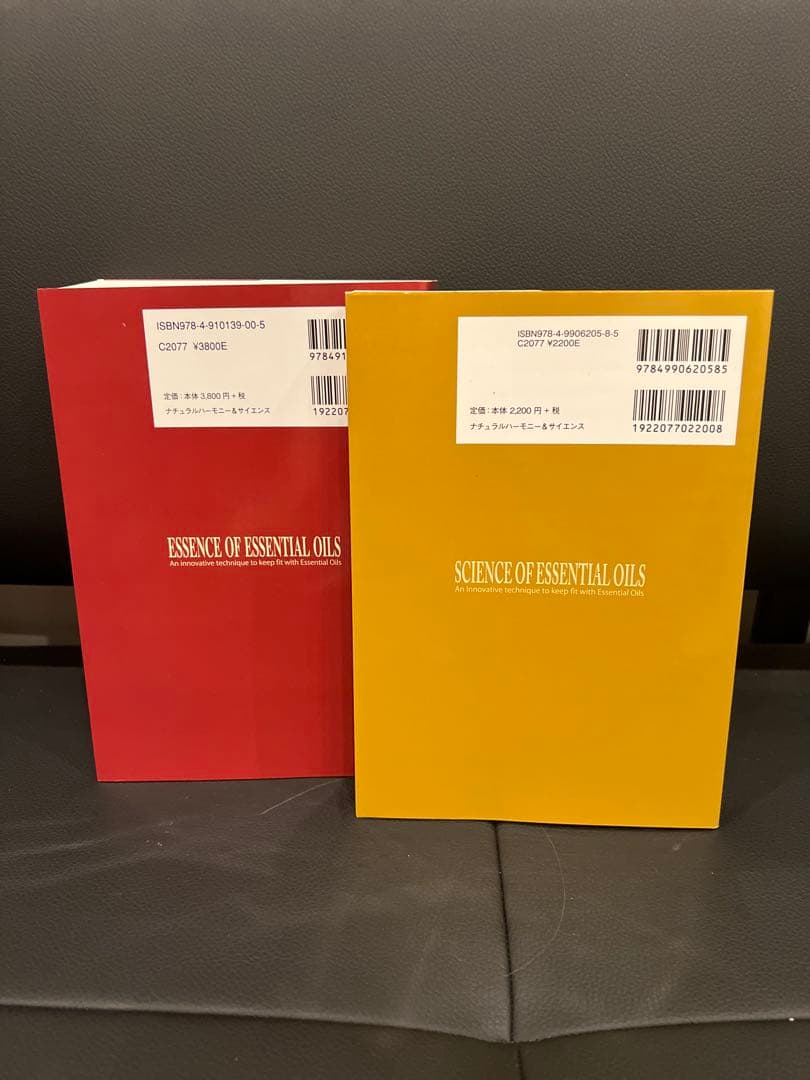 ISBN978-4-910139-00-5
C2077 ¥3800E
978491
定価：本体 3,800 円 + 税
ナチュラルハーモニー＆サイエンス
192207
ESSENCE OF ESSENTIAL OILS
An innovative technique to keep fit with Essential Oils
ISBN978-4-9906205-8-5
C2077 ¥2200E
9784990620585
定価：本体 2,200 円 + 税
ナチュラルハーモニー＆サイエンス
1922077022008
SCIENCE OF ESSENTIAL OILS
An innovative technique to keep fit with Essential Oils